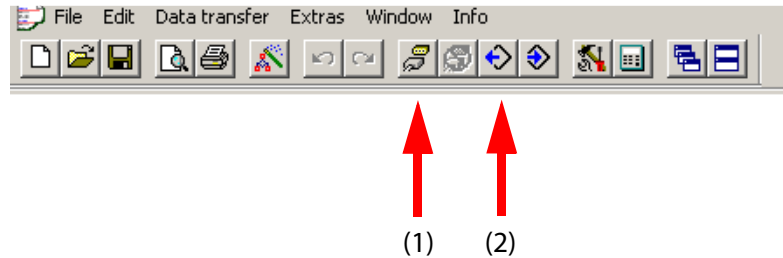 File Edit Data transfer Extras Window Info
(1) (2)